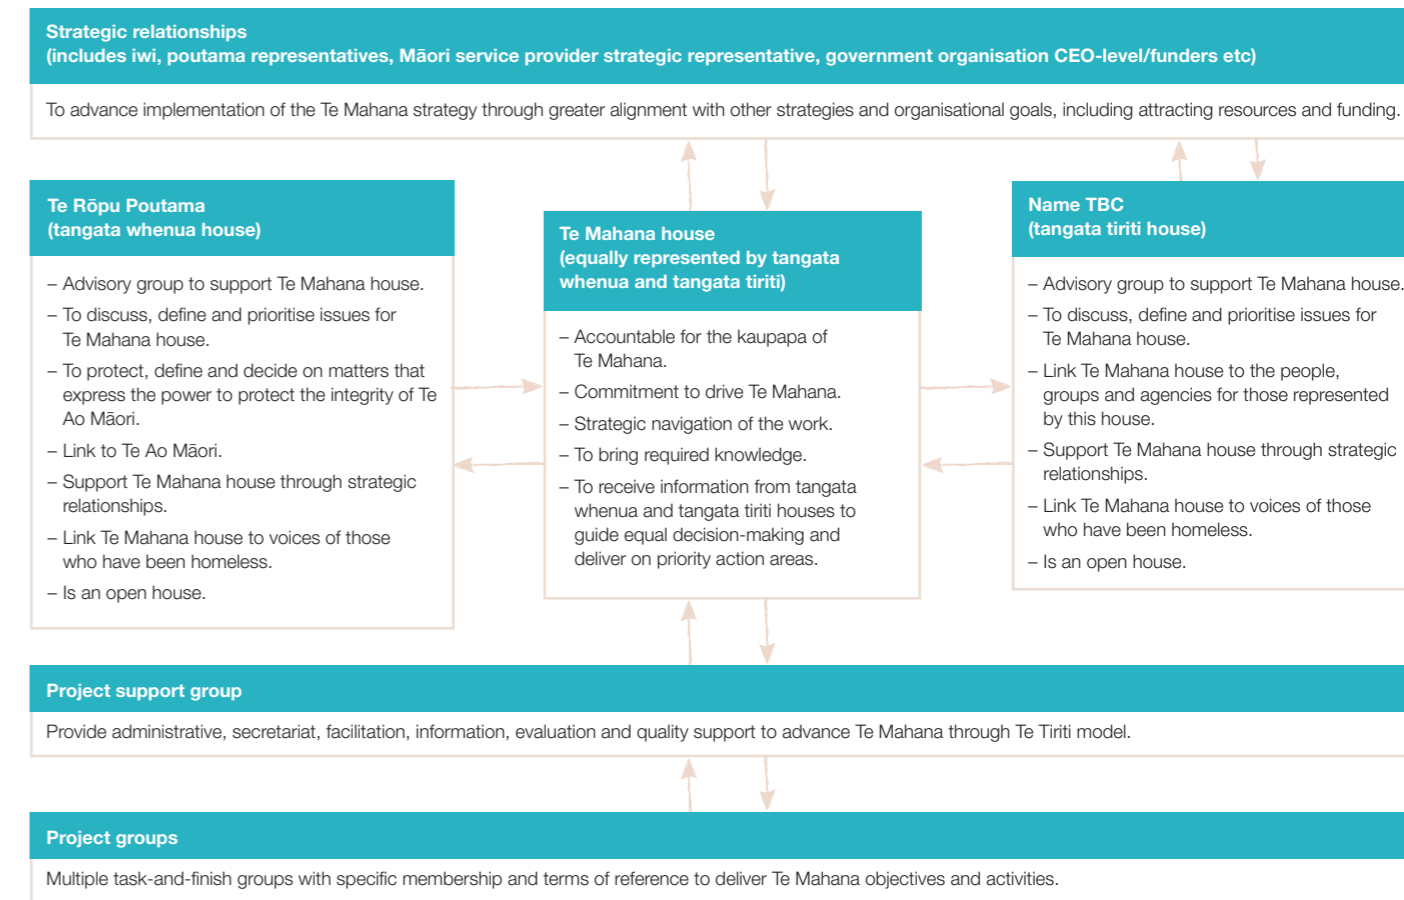 Strategic relationships
(includes iwi, poutama representatives, Māori service provider strategic representative, government organisation CEO-level/funders etc)
To advance implementation of the Te Mahana strategy through greater alignment with other strategies and organisational goals, including attracting resources and funding.
Te Rōpu Poutama
(tangata whenua house)
– Advisory group to support Te Mahana house.
– To discuss, define and prioritise issues for
Te Mahana house.
– To protect, define and decide on matters that
express the power to protect the integrity of Te
Ao Māori.
– Link to Te Ao Māori.
– Support Te Mahana house through strategic
relationships.
– Link Te Mahana house to voices of those
who have been homeless.
– Is an open house.
Te Mahana house
(equally represented by tangata
whenua and tangata tiriti)
– Accountable for the kaupapa of
Te Mahana.
– Commitment to drive Te Mahana.
– Strategic navigation of the work.
– To bring required knowledge.
– To receive information from tangata
whenua and tangata tiriti houses to
guide equal decision-making and
deliver on priority action areas.
Name TBC
(tangata tiriti house)
– Advisory group to support Te Mahana house.
– To discuss, define and prioritise issues for
Te Mahana house.
– Link Te Mahana house to the people,
groups and agencies for those represented
by this house.
– Support Te Mahana house through strategic
relationships.
– Link Te Mahana house to voices of those
who have been homeless.
– Is an open house.
Project support group
Provide administrative, secretariat, facilitation, information, evaluation and quality support to advance Te Mahana through Te Tiriti model.
Project groups
Multiple task-and-finish groups with specific membership and terms of reference to deliver Te Mahana objectives and activities.